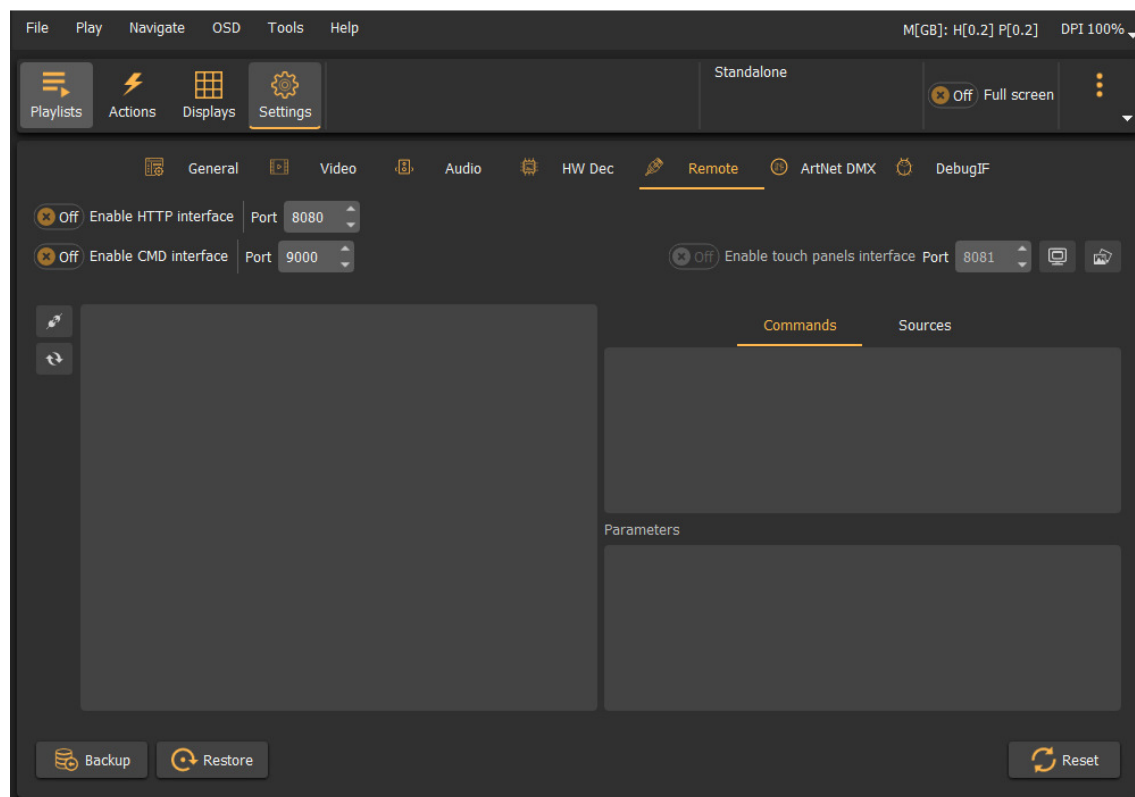 File Play Navigate OSD Tools Help M[GB]: H[0.2] P[0.2] DPI 100%
Standalone
Off Full screen
Playlists Actions Displays Settings
General Video Audio HW Dec Remote ArtNet DMX DebugIF
Off Enable HTTP interface Port 8080
Off Enable CMD interface Port 9000 Off Enable touch panels interface Port 8081
Commands Sources
Parameters
Backup Restore Reset